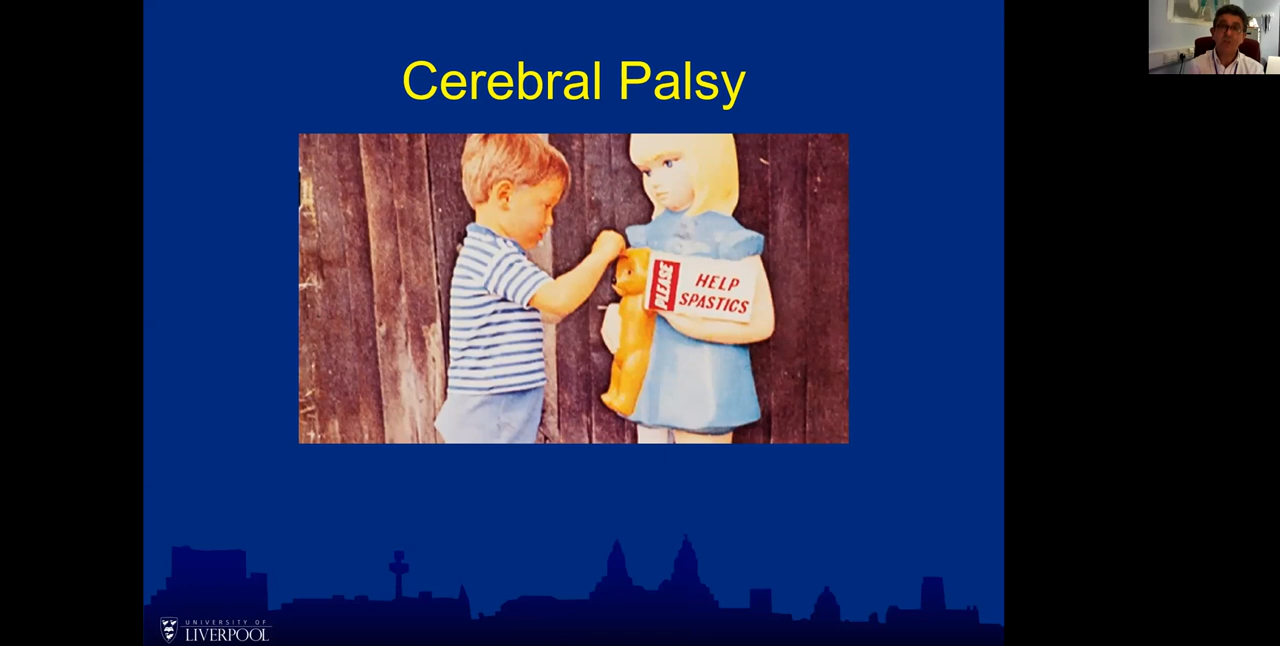 Cerebral Palsy
PLEASE
HELP
SPASTICS
UNIVERSITY OF
LIVERPOOL